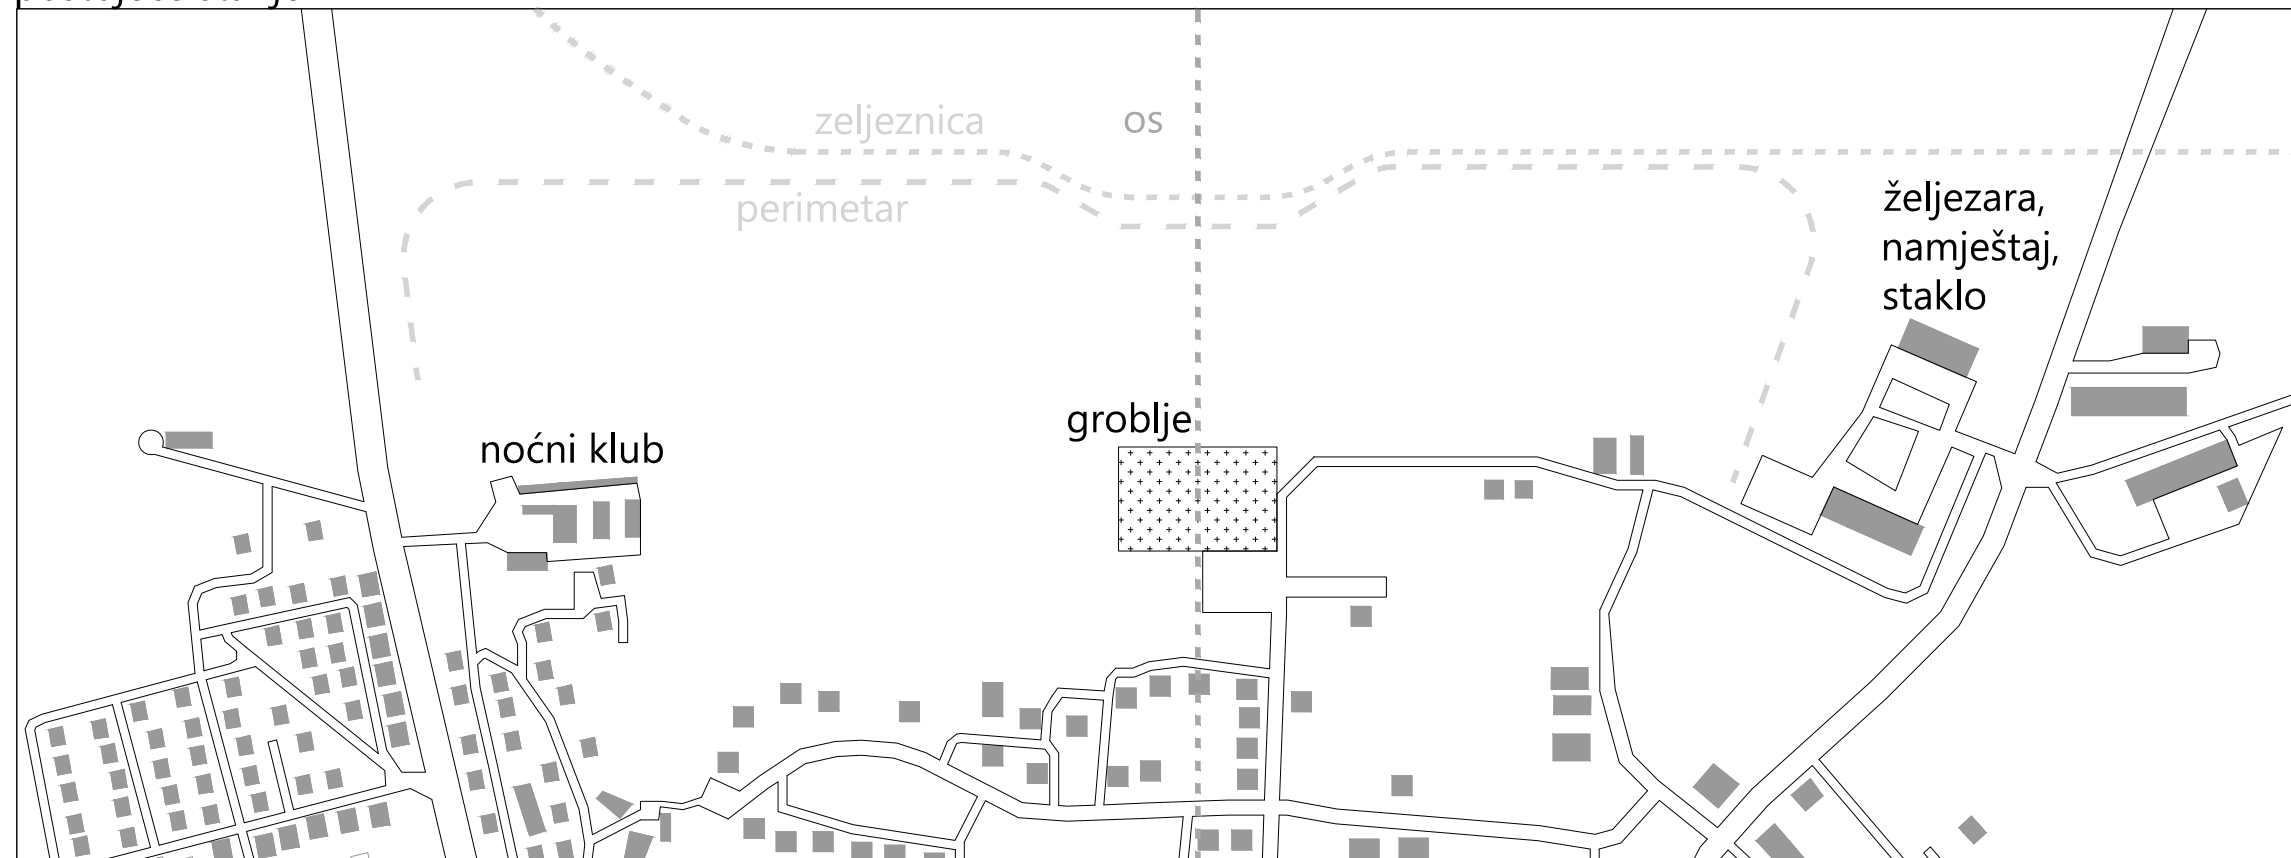 zeljeznica
os
perimetar
željezara,
namještaj,
staklo
groblje
noćni klub